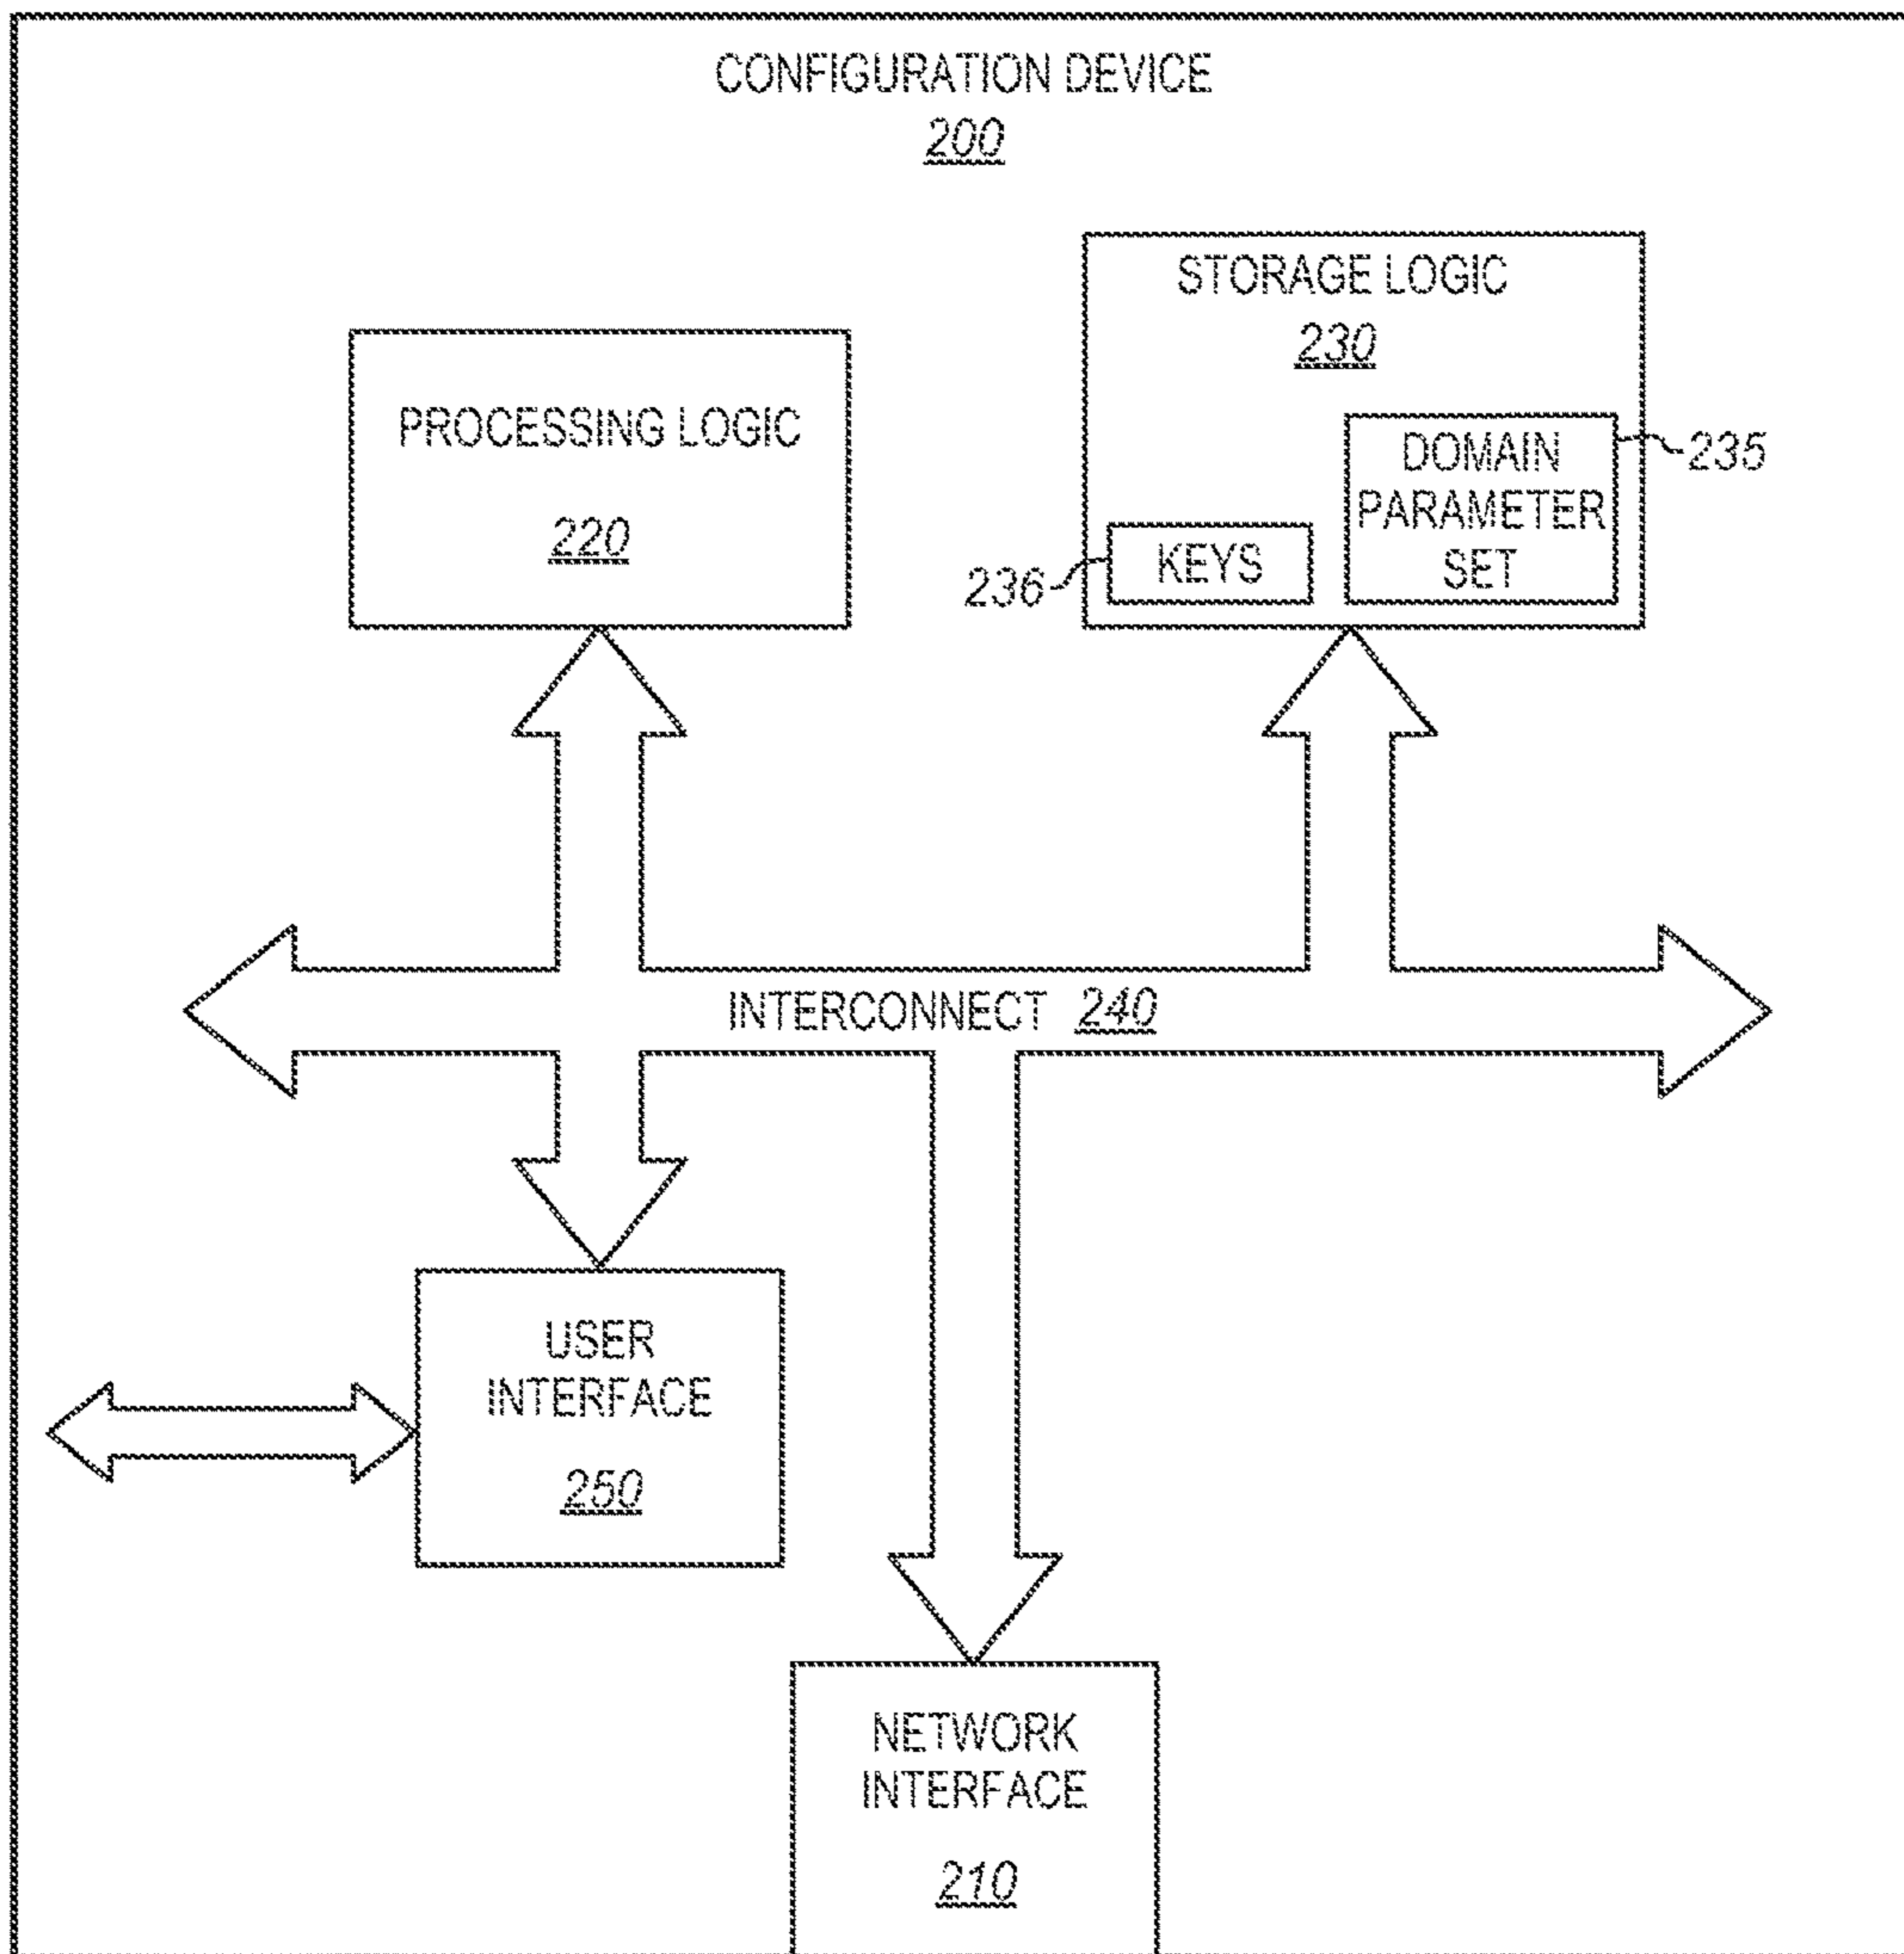 CONFIGURATION DEVICE
200
STORAGE LOGIC
230
PROCESSING LOGIC
220
DOMAIN
PARAMETER
SET
235
KEYS
236
INTERCONNECT 240
USER
INTERFACE
250
NETWORK
INTERFACE
210